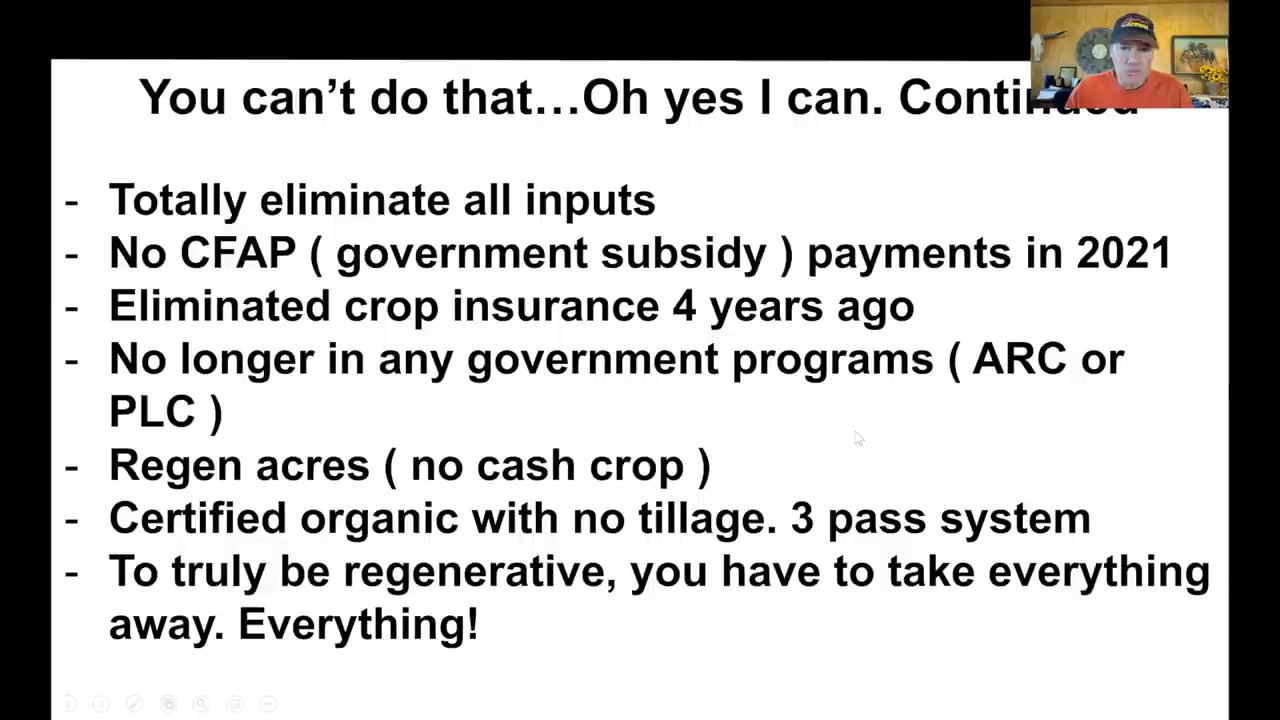 You can't do that…Oh yes I can. Continued
- Totally eliminate all inputs
- No CFAP ( government subsidy ) payments in 2021
- Eliminated crop insurance 4 years ago
- No longer in any government programs ( ARC or
PLC )
- Regen acres ( no cash crop )
- Certified organic with no tillage. 3 pass system
- To truly be regenerative, you have to take everything
away. Everything!